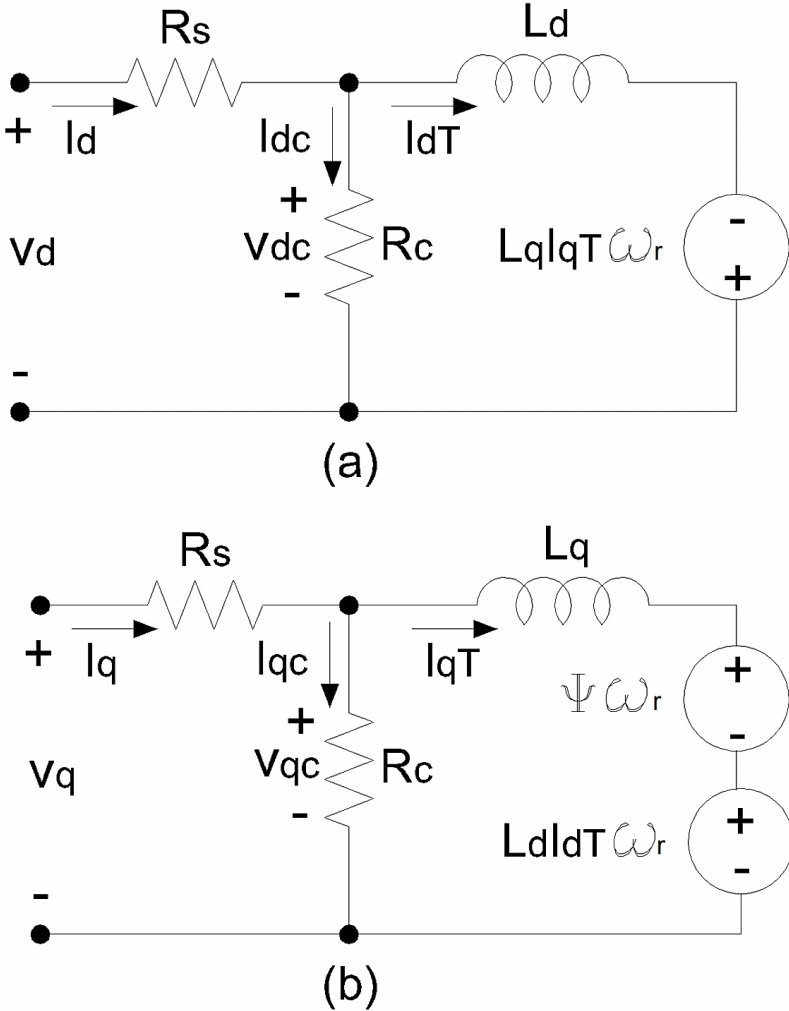 Rs
Ld
+
Id
Idc
IdT
+
vd
vdc
Rc
LqIqTωr
-
+
-
-
(a)
Rs
Lq
+
Iq
Iqc
IqT
+
Ψωr
-
+
vq
vqc
Rc
-
LdIdTωr
+
-
-
(b)